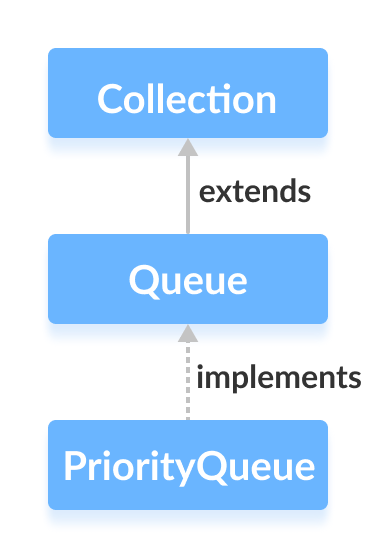 Collection
extends
Queue
implements
PriorityQueue